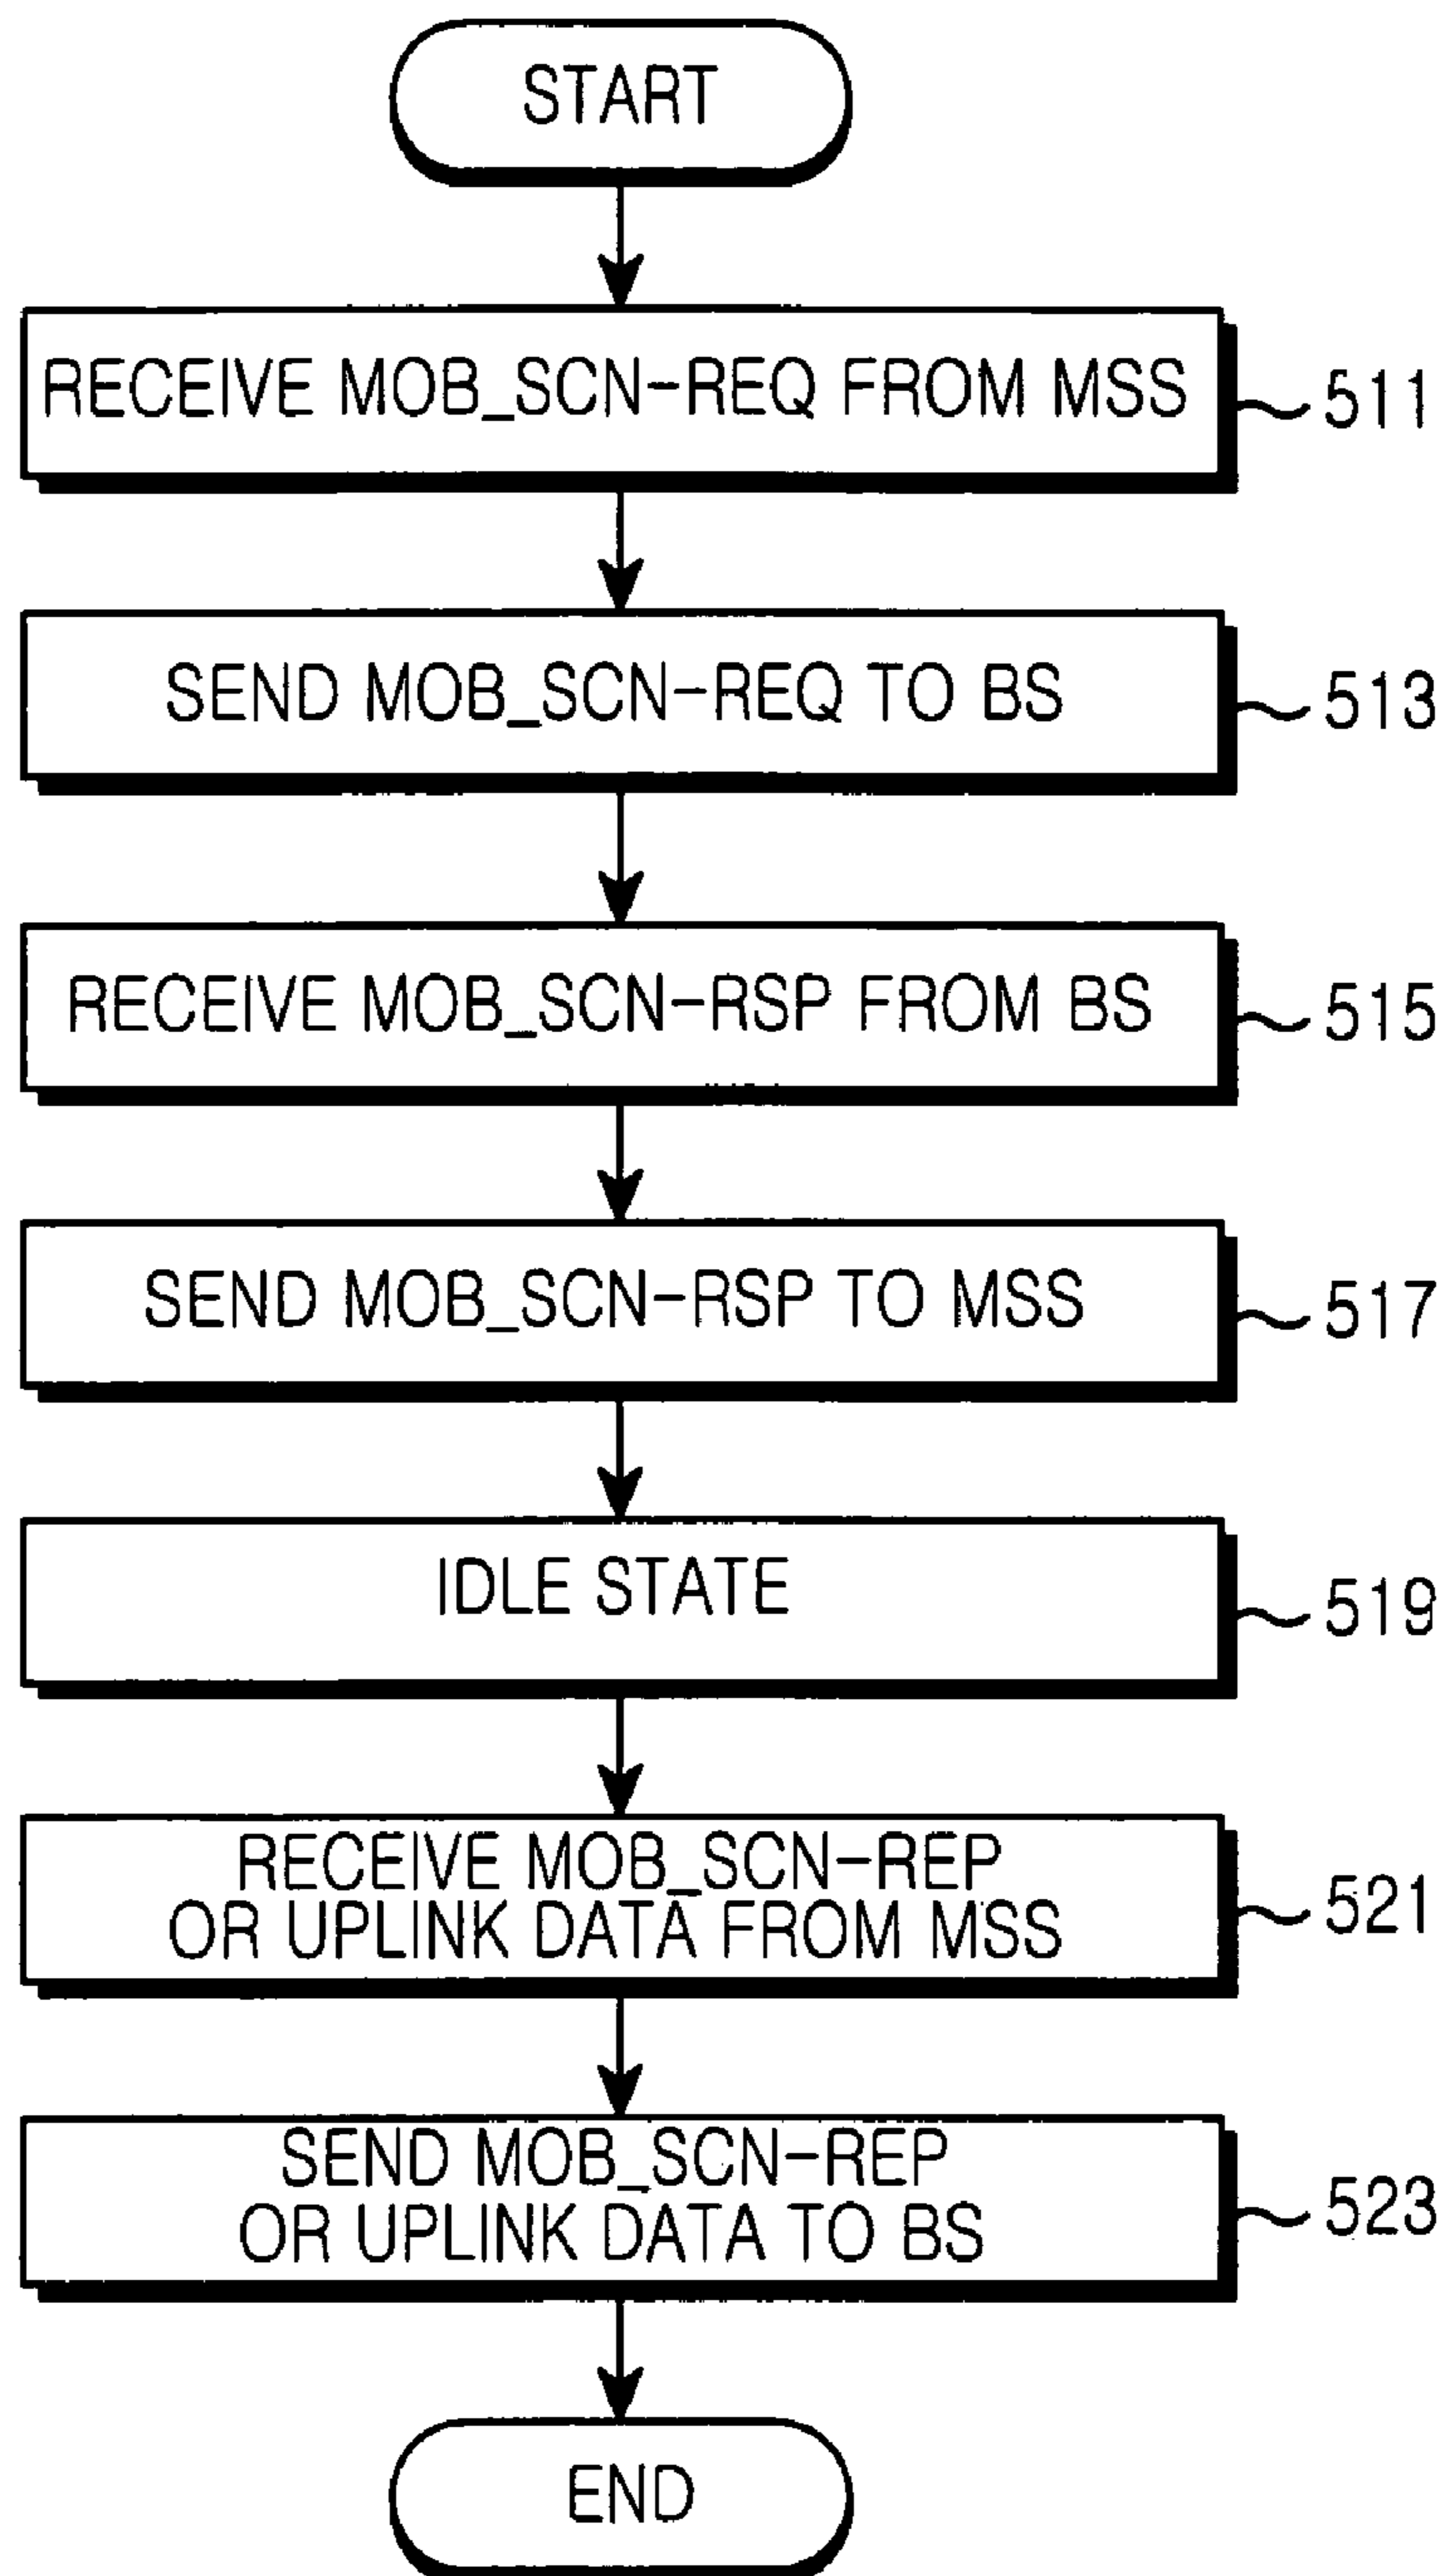 START
RECEIVE MOB_SCN-REQ FROM MSS
511
SEND MOB_SCN-REQ TO BS
513
RECEIVE MOB_SCN-RSP FROM BS
515
SEND MOB_SCN-RSP TO MSS
517
IDLE STATE
519
RECEIVE MOB_SCN-REP
OR UPLINK DATA FROM MSS
521
SEND MOB_SCN-REP
OR UPLINK DATA TO BS
523
END